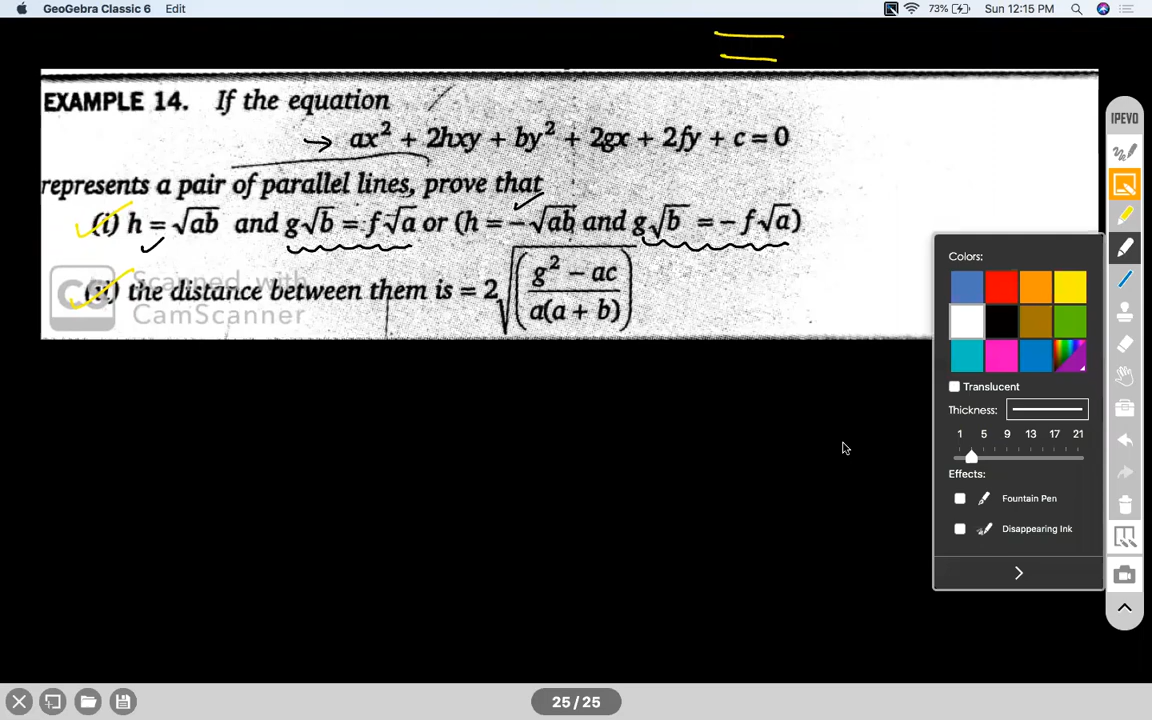 GeoGebra Classic 6 Edit 73% Sun 12:15 PM
EXAMPLE 14. If the equation
ax² + 2hxy + by² + 2gx + 2fy + c = 0
represents a pair of parallel lines, prove that
(i) h = √ab and g√b = f√a or (h = −√ab and g√b = − f√a)
(ii) the distance between them is = 2√((g² − ac)/(a(a + b)))
CS Scanned with
CamScanner
IPEVO
Colors:
Translucent
Thickness:
1 5 9 13 17 21
Effects:
Fountain Pen
Disappearing Ink
25 / 25